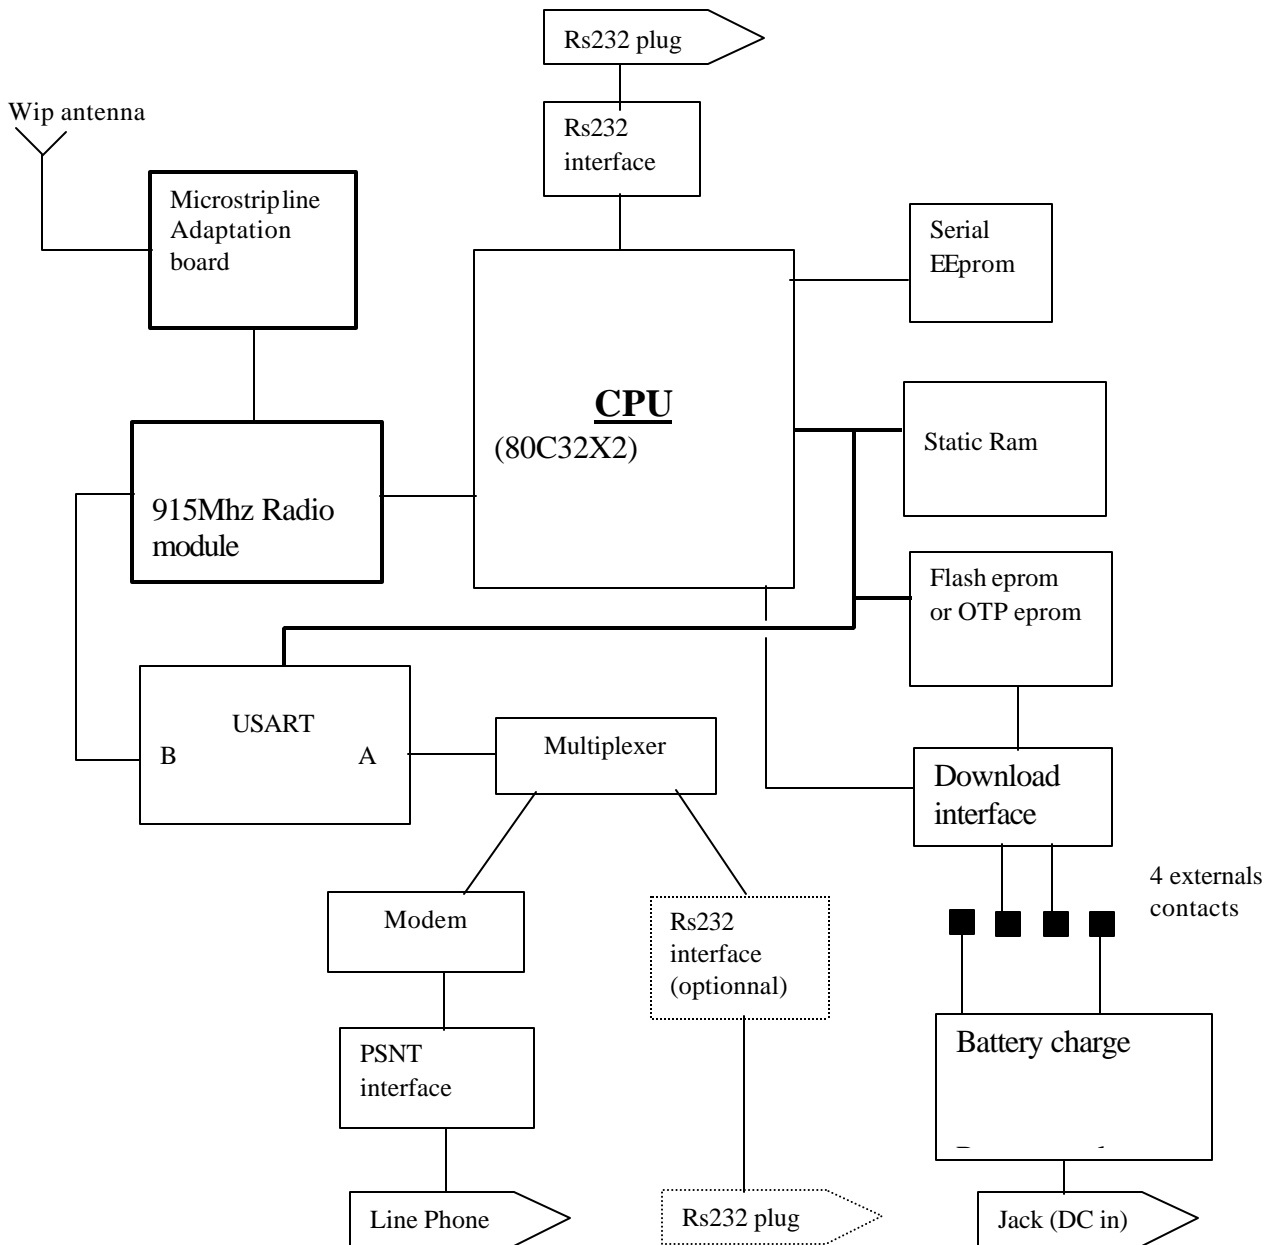 Rs232 plug
Wip antenna
Rs232
interface
Microstripline
Adaptation
board
Serial
EEprom
CPU
(80C32X2)
Static Ram
915Mhz Radio
module
Flash eprom
or OTP eprom
USART
B
A
Multiplexer
Download
interface
4 externals
contacts
Modem
Rs232
interface
(optionnal)
PSNT
interface
Battery charge
Line Phone
Rs232 plug
Jack (DC in)